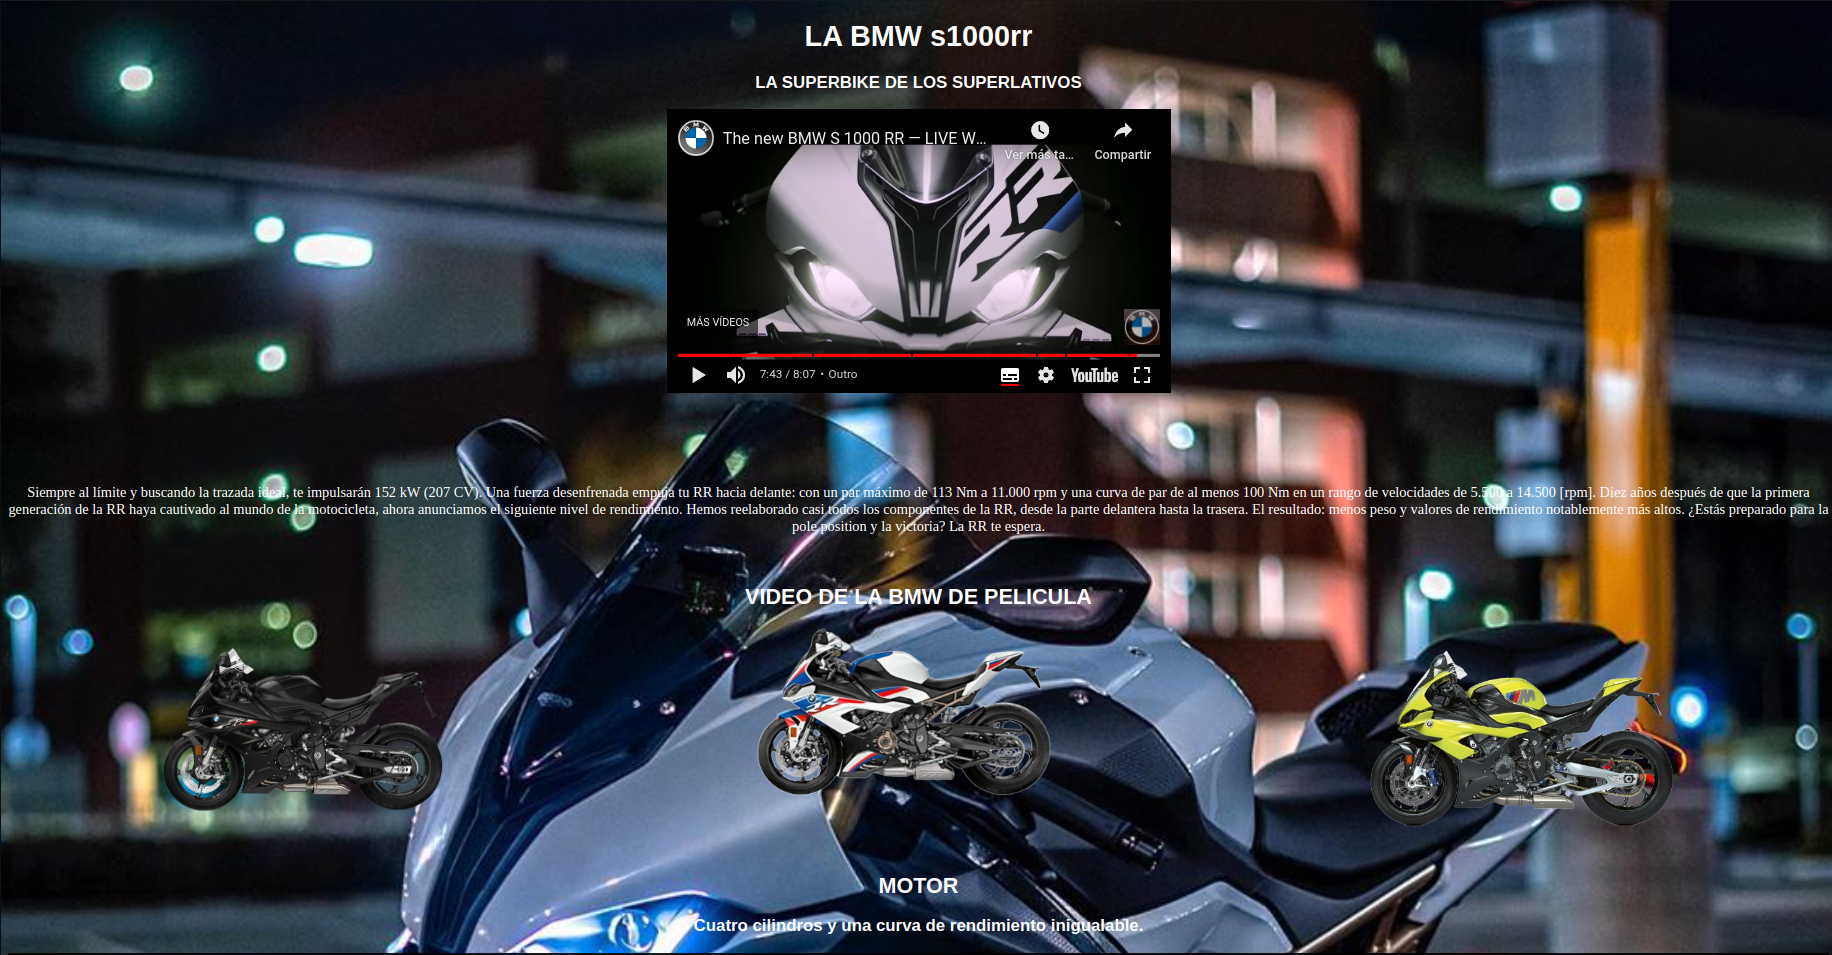 LA BMW s1000rr
LA SUPERBIKE DE LOS SUPERLATIVOS
The new BMW S 1000 RR — LIVE W…
Ver más ta…
Compartir
RR
MÁS VÍDEOS
7:43 / 8:07 • Outro
YouTube
Siempre al límite y buscando la trazada ideal, te impulsarán 152 kW (207 CV). Una fuerza desenfrenada empuja tu RR hacia delante: con un par máximo de 113 Nm a 11.000 rpm y una curva de par de al menos 100 Nm en un rango de velocidades de 5.500 a 14.500 [rpm]. Diez años después de que la primera
generación de la RR haya cautivado al mundo de la motocicleta, ahora anunciamos el siguiente nivel de rendimiento. Hemos reelaborado casi todos los componentes de la RR, desde la parte delantera hasta la trasera. El resultado: menos peso y valores de rendimiento notablemente más altos. ¿Estás preparado para la
pole position y la victoria? La RR te espera.
VIDEO DE LA BMW DE PELICULA
MOTOR
Cuatro cilindros y una curva de rendimiento inigualable.